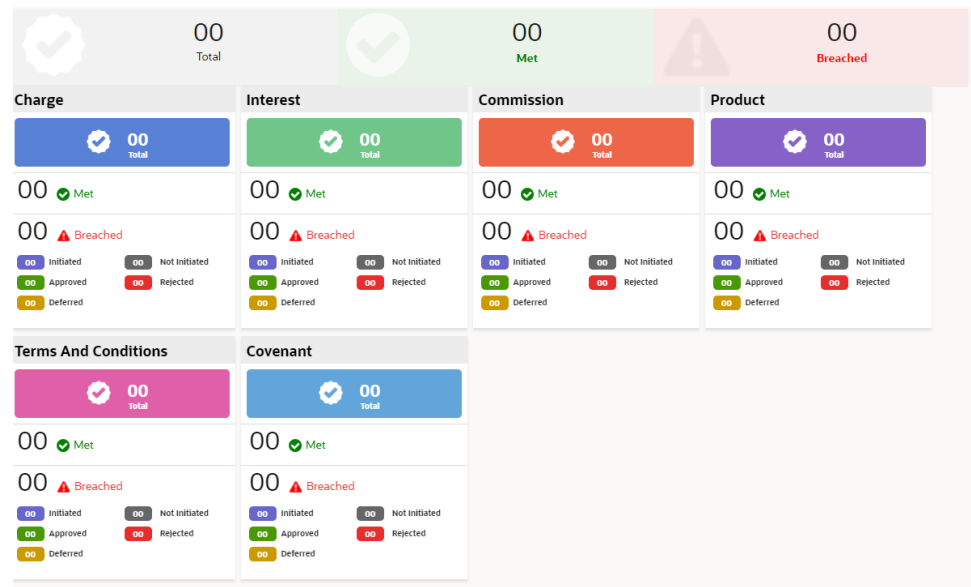 00
Total
00
Met
00
Breached
Charge
00
Total
00 Met
00 Breached
00 Initiated 00 Not Initiated
00 Approved 00 Rejected
00 Deferred
Interest
00
Total
00 Met
00 Breached
00 Initiated 00 Not Initiated
00 Approved 00 Rejected
00 Deferred
Commission
00
Total
00 Met
00 Breached
00 Initiated 00 Not Initiated
00 Approved 00 Rejected
00 Deferred
Product
00
Total
00 Met
00 Breached
00 Initiated 00 Not Initiated
00 Approved 00 Rejected
00 Deferred
Terms And Conditions
00
Total
00 Met
00 Breached
00 Initiated 00 Not Initiated
00 Approved 00 Rejected
00 Deferred
Covenant
00
Total
00 Met
00 Breached
00 Initiated 00 Not Initiated
00 Approved 00 Rejected
00 Deferred